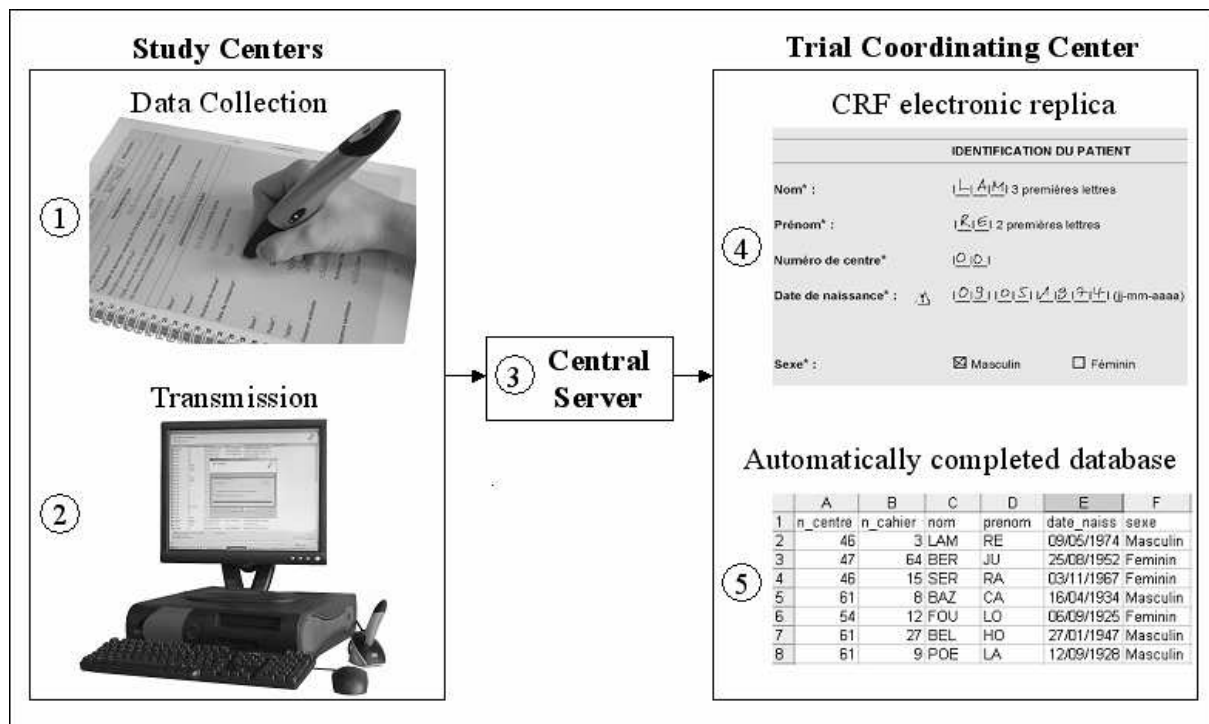 Study Centers
Data Collection
1
Transmission
2
3 Central
Server
Trial Coordinating Center
CRF electronic replica
IDENTIFICATION DU PATIENT
Nom* : LAM 3 premières lettres
Prénom* : RE 2 premières lettres
4
Numéro de centre* 00
Date de naissance* : 09 05 1974 (jj-mm-aaaa)
Sexe* : Masculin Féminin
Automatically completed database
A B C D E F
1 n_centre n_cahier nom prenom date_naiss sexe
2 46 3 LAM RE 09/05/1974 Masculin
3 47 64 BER JU 25/08/1952 Feminin
4 46 15 SER RA 03/11/1967 Feminin
5
5 61 8 BAZ CA 16/04/1934 Masculin
6 54 12 FOU LO 06/09/1925 Feminin
7 61 27 BEL HO 27/01/1947 Masculin
8 61 9 POE LA 12/09/1928 Masculin